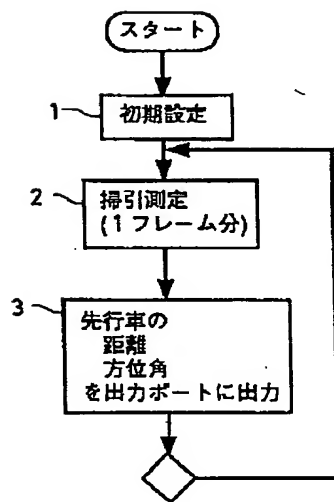 スタート
1
初期設定
2
掃引測定
(1 フレーム分)
3
先行車の
距離
方位角
を出力ポートに出力